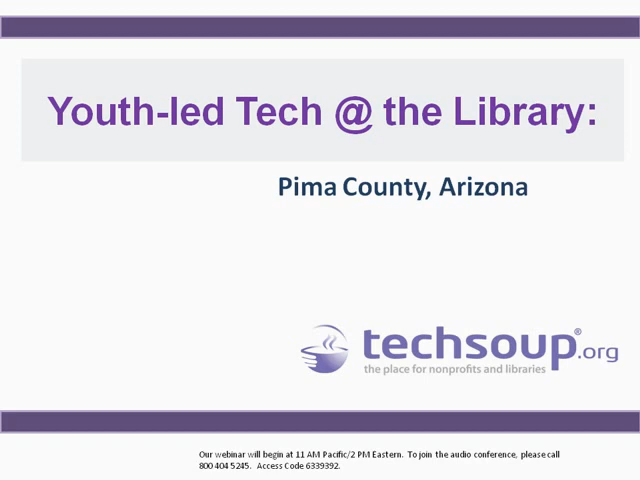 Youth-led Tech @ the Library:
Pima County, Arizona
techsoup®.org
the place for nonprofits and libraries
Our webinar will begin at 11 AM Pacific/2 PM Eastern. To join the audio conference, please call
800 404 5245. Access Code 6339392.